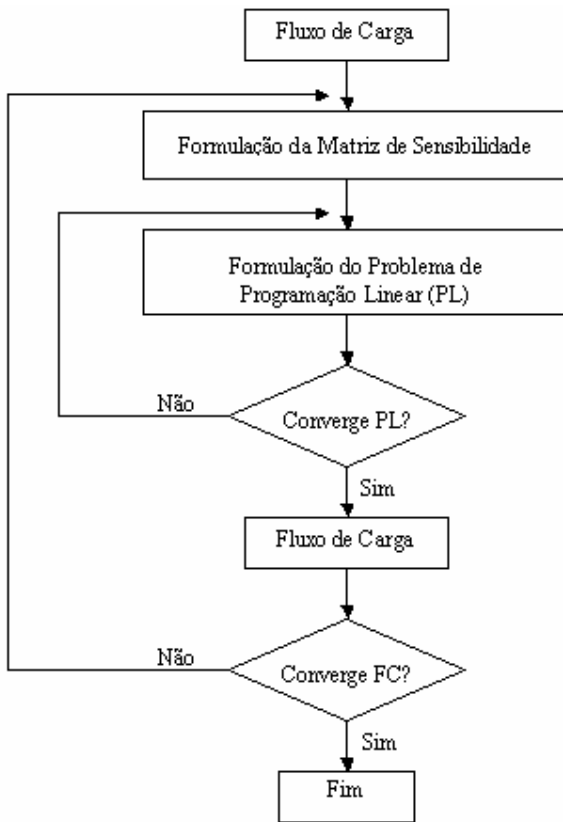 Fluxo de Carga
Formulação da Matriz de Sensibilidade
Formulação do Problema de
Programação Linear (PL)
Não
Converge PL?
Sim
Fluxo de Carga
Não
Converge FC?
Sim
Fim